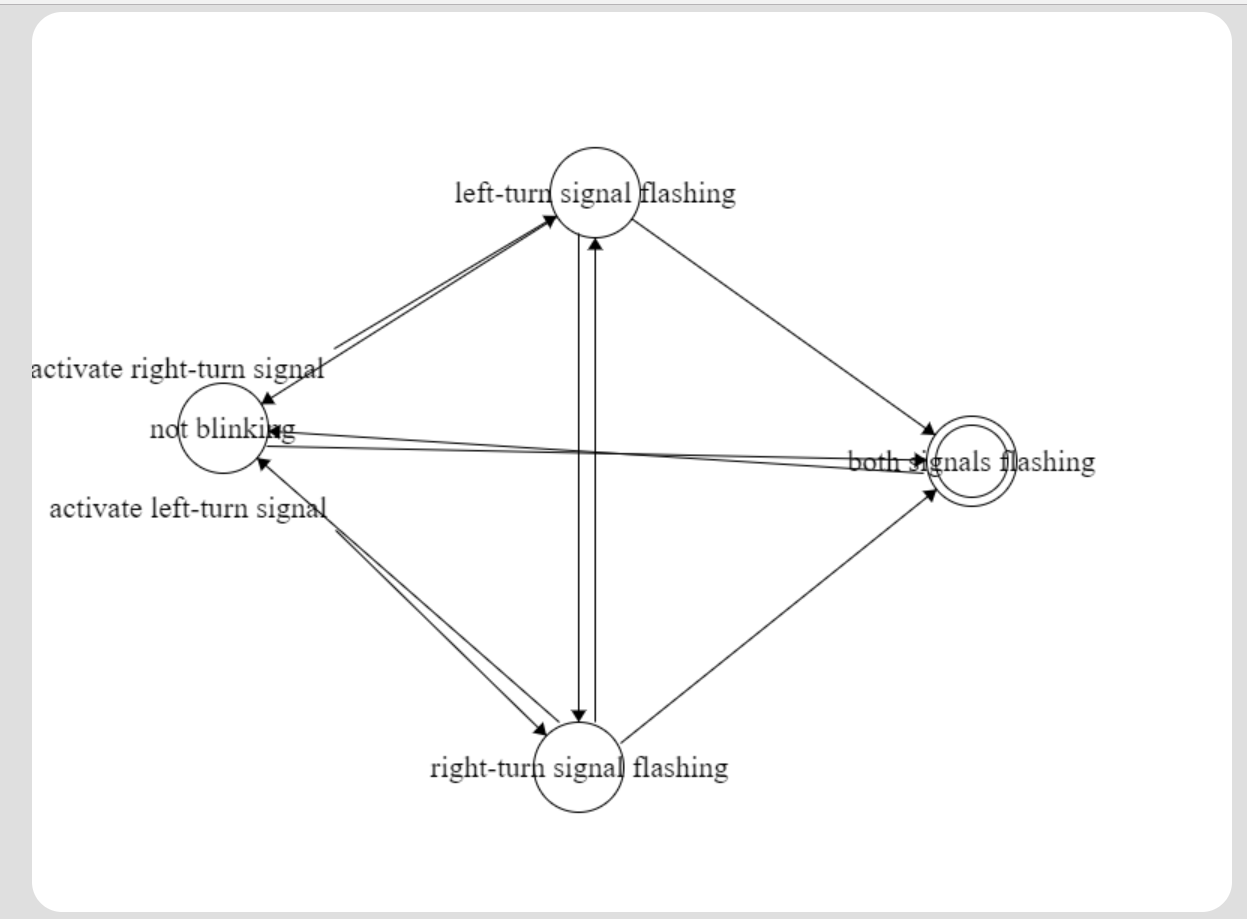 left-turn signal flashing
activate right-turn signal
not blinking
both signals flashing
activate left-turn signal
right-turn signal flashing